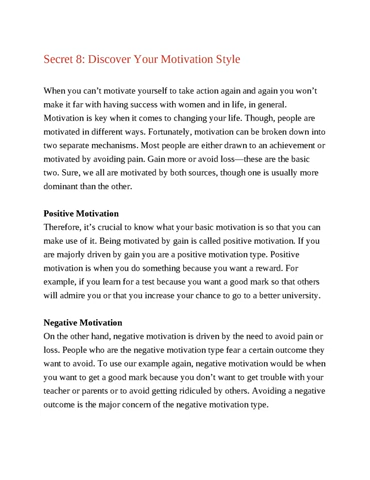 Secret 8: Discover Your Motivation Style
When you can’t motivate yourself to take action again and again you won’t
make it far with having success with women and in life, in general.
Motivation is key when it comes to changing your life. Though, people are
motivated in different ways. Fortunately, motivation can be broken down into
two separate mechanisms. Most people are either drawn to an achievement or
motivated by avoiding pain. Gain more or avoid loss—these are the basic
two. Sure, we all are motivated by both sources, though one is usually more
dominant than the other.
Positive Motivation
Therefore, it’s crucial to know what your basic motivation is so that you can
make use of it. Being motivated by gain is called positive motivation. If you
are majorly driven by gain you are a positive motivation type. Positive
motivation is when you do something because you want a reward. For
example, if you learn for a test because you want a good mark so that others
will admire you or that you increase your chance to go to a better university.
Negative Motivation
On the other hand, negative motivation is driven by the need to avoid pain or
loss. People who are the negative motivation type fear a certain outcome they
want to avoid. To use our example again, negative motivation would be when
you want to get a good mark because you don’t want to get trouble with your
teacher or parents or to avoid getting ridiculed by others. Avoiding a negative
outcome is the major concern of the negative motivation type.